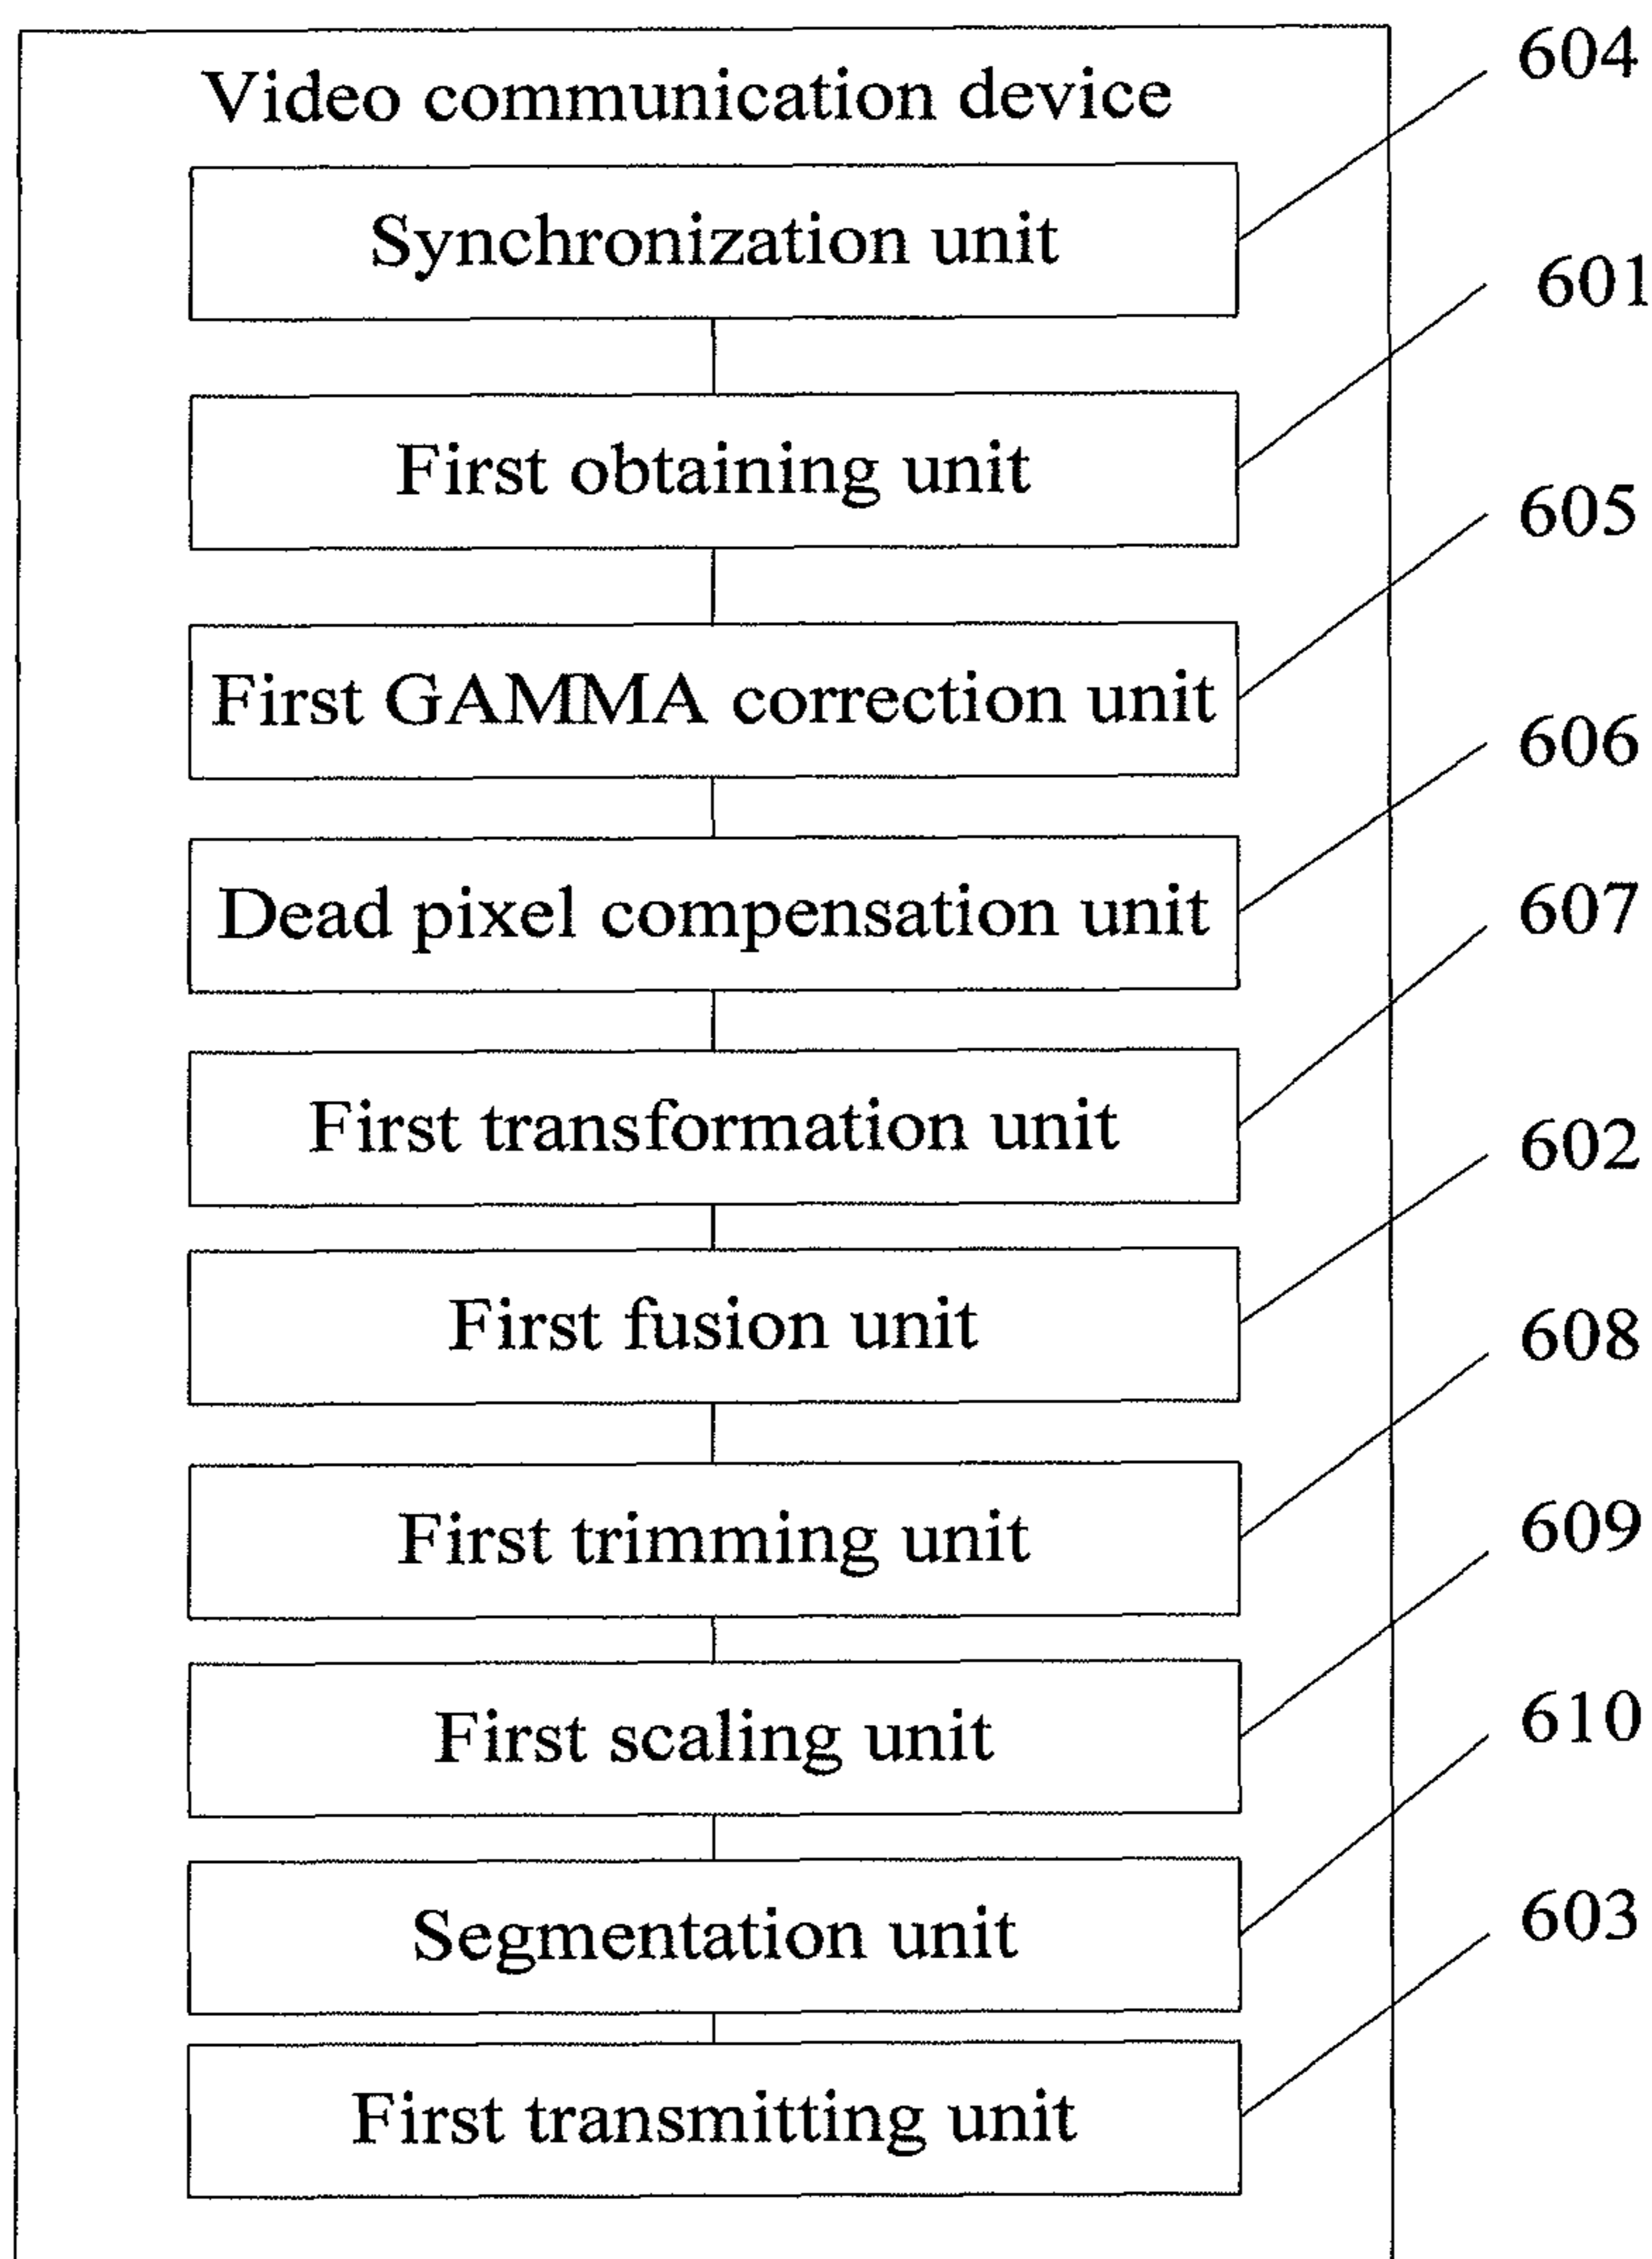 Video communication device
604
Synchronization unit
601
First obtaining unit
605
First GAMMA correction unit
606
Dead pixel compensation unit
607
First transformation unit
602
First fusion unit
608
First trimming unit
609
First scaling unit
610
Segmentation unit
603
First transmitting unit